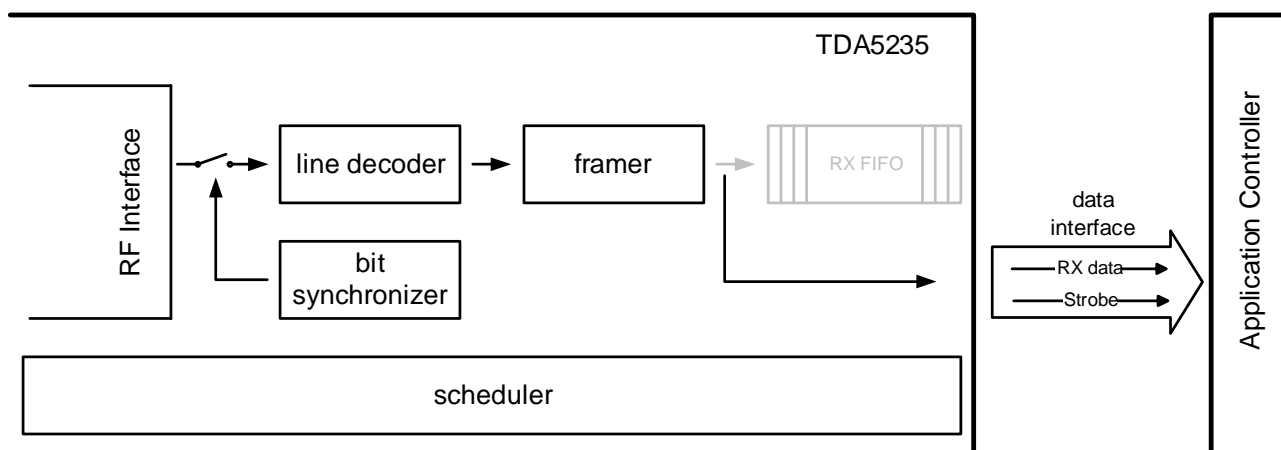 TDA5235
RF Interface
line decoder
framer
RX FIFO
bit
synchronizer
scheduler
data
interface
RX data
Strobe
Application Controller